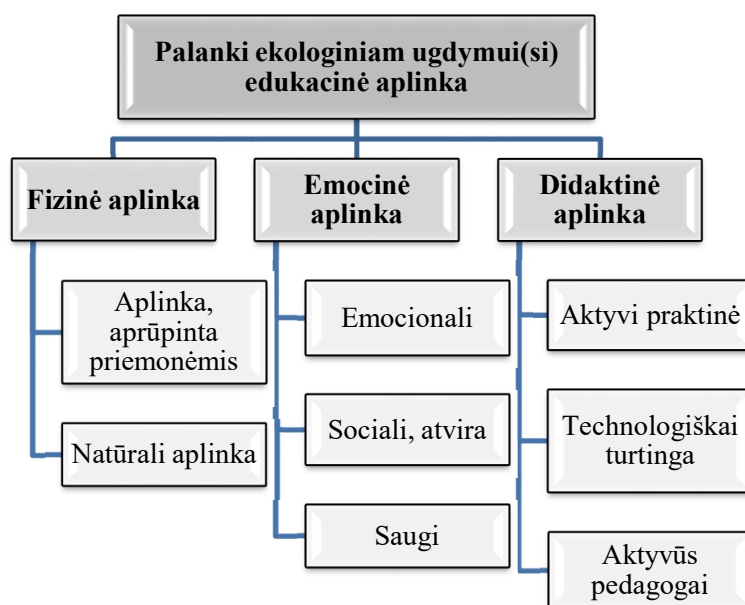 Palanki ekologiniam ugdymui(si)
edukacinė aplinka
Fizinė aplinka
Emocinė
aplinka
Didaktinė
aplinka
Aplinka,
aprūpinta
priemonėmis
Natūrali aplinka
Emocionali
Sociali, atvira
Saugi
Aktyvi praktinė
Technologiškai
turtinga
Aktyvūs
pedagogai